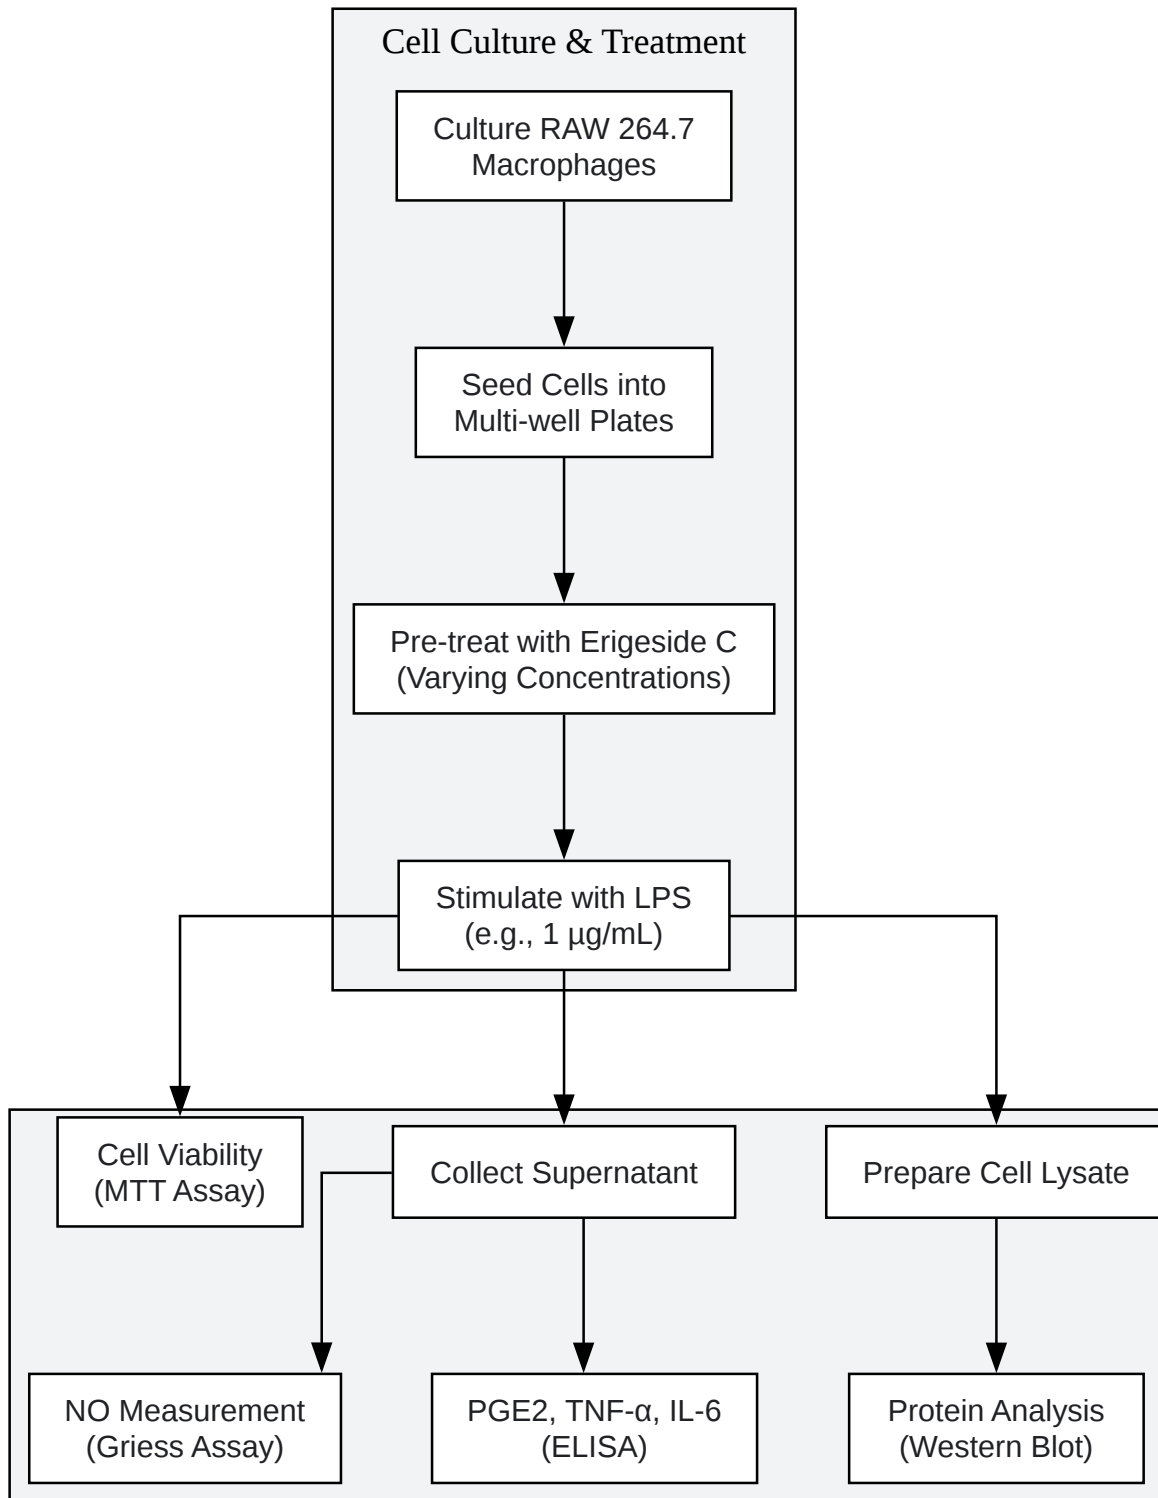 Cell Culture & Treatment
Culture RAW 264.7
Macrophages
Seed Cells into
Multi-well Plates
Pre-treat with Erigeside C
(Varying Concentrations)
Stimulate with LPS
(e.g., 1 µg/mL)
Cell Viability
(MTT Assay)
Collect Supernatant
Prepare Cell Lysate
NO Measurement
(Griess Assay)
PGE2, TNF-α, IL-6
(ELISA)
Protein Analysis
(Western Blot)